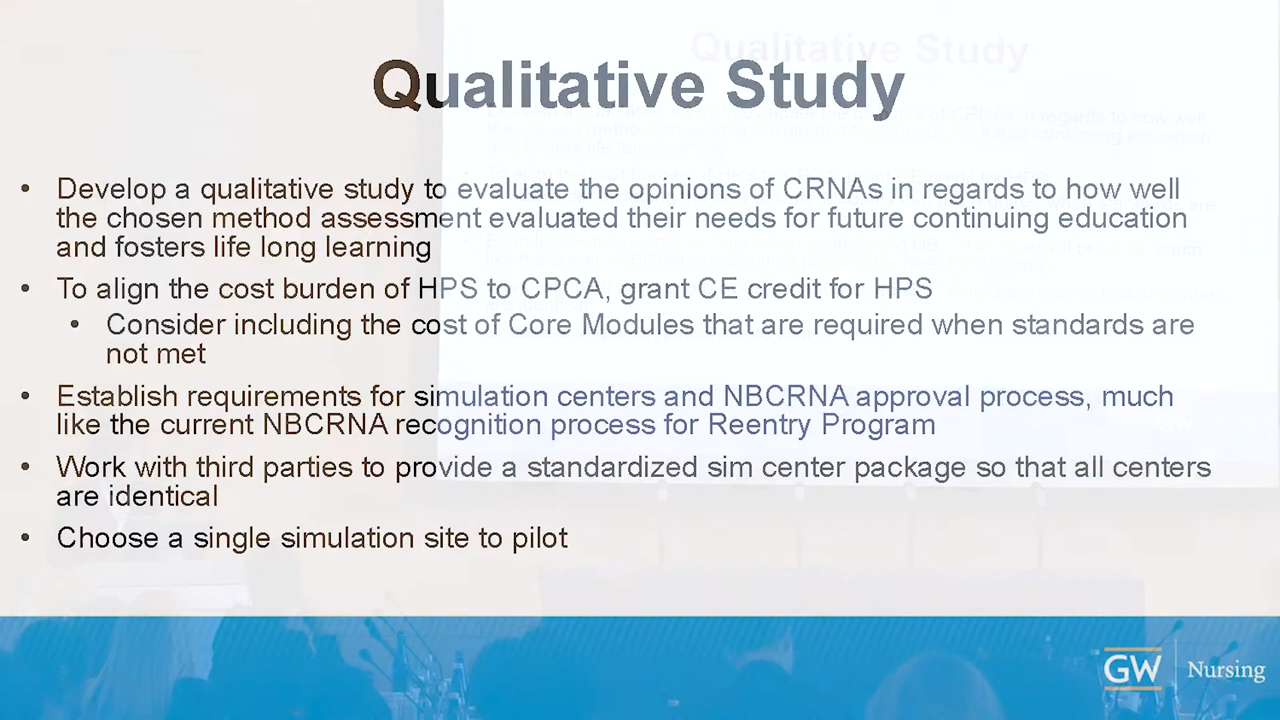 Qualitative Study
• Develop a qualitative study to evaluate the opinions of CRNAs in regards to how well
the chosen method assessment evaluated their needs for future continuing education
and fosters life long learning
• To align the cost burden of HPS to CPCA, grant CE credit for HPS
• Consider including the cost of Core Modules that are required when standards are
not met
• Establish requirements for simulation centers and NBCRNA approval process, much
like the current NBCRNA recognition process for Reentry Program
• Work with third parties to provide a standardized sim center package so that all centers
are identical
• Choose a single simulation site to pilot
GW Nursing
Qualitative Study